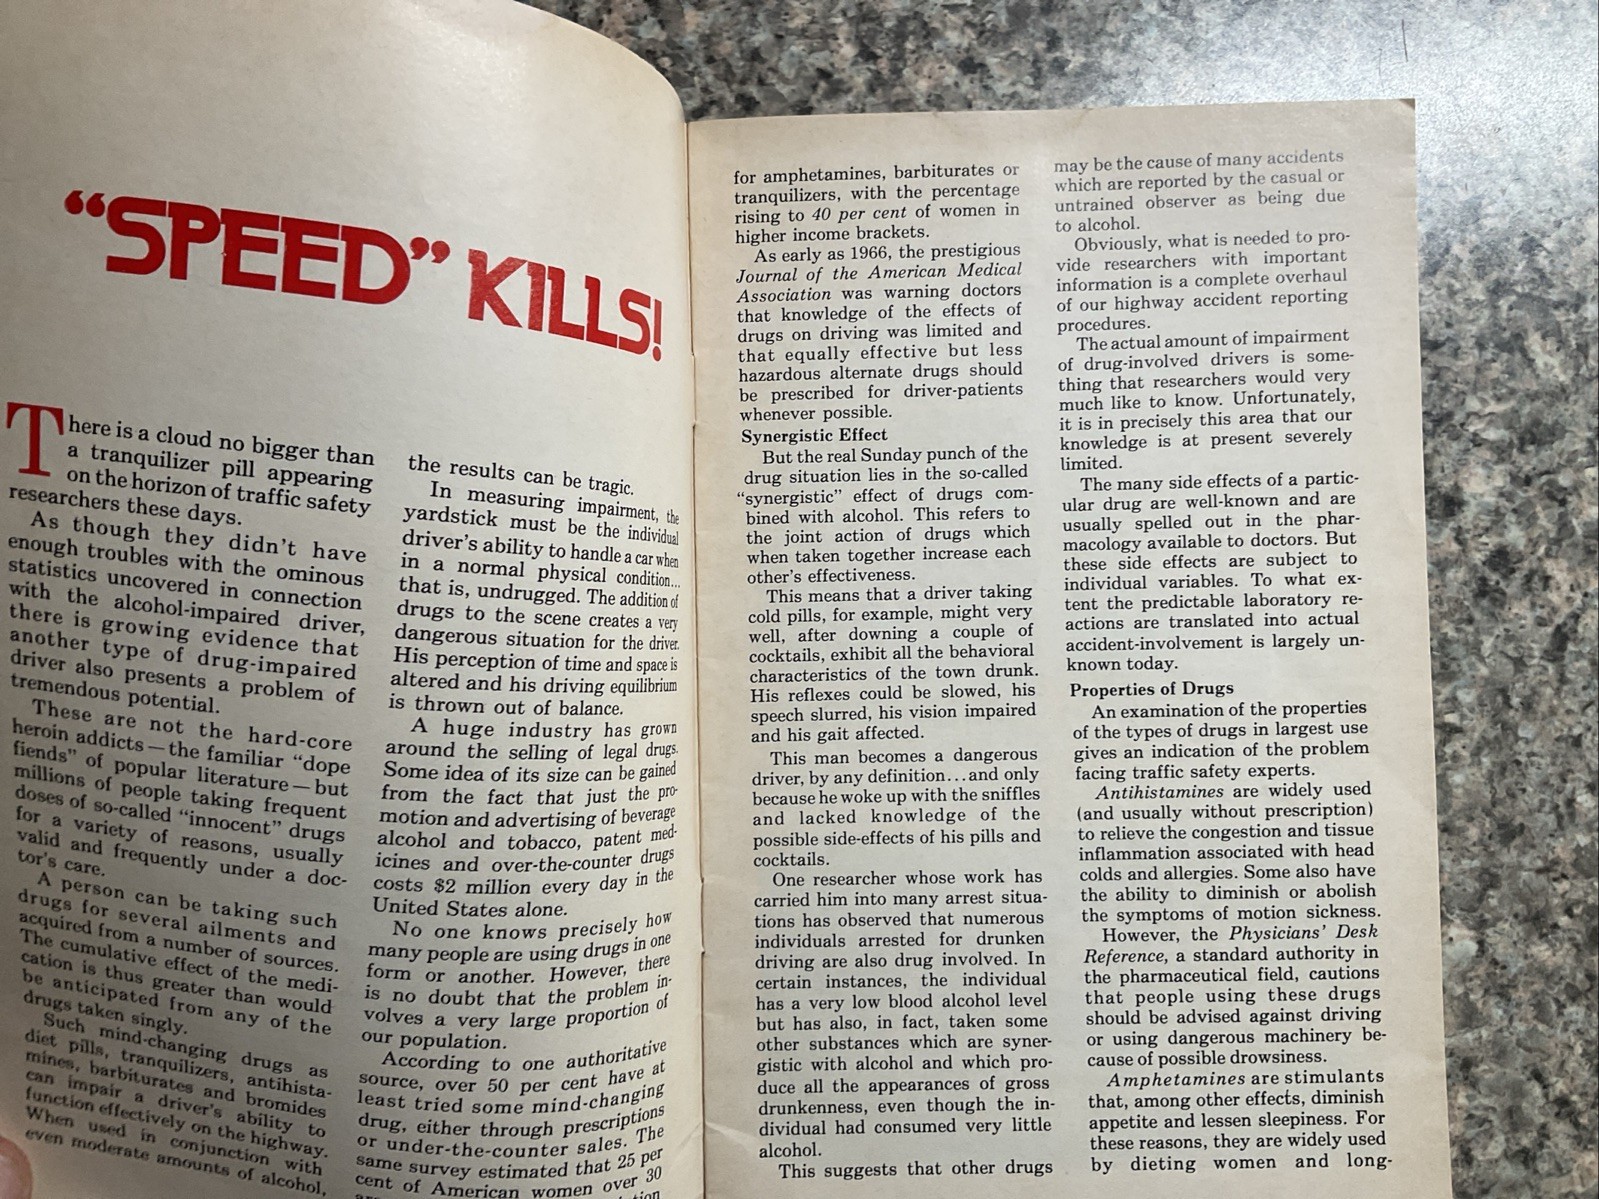 “SPEED” KILLS!
There is a cloud no bigger than
a tranquilizer pill appearing
on the horizon of traffic safety
researchers these days.
As though they didn’t have
enough troubles with the ominous
statistics uncovered in connection
with the alcohol-impaired driver,
there is growing evidence that
another type of drug-impaired
driver also presents a problem of
tremendous potential.
These are not the hard-core
heroin addicts — the familiar “dope
fiends” of popular literature — but
millions of people taking frequent
doses of so-called “innocent” drugs
for a variety of reasons, usually
valid and frequently under a doc-
tor’s care.
A person can be taking such
drugs for several ailments and
acquired from a number of sources.
The cumulative effect of the medi-
cation is thus greater than would
be anticipated from any of the
drugs taken singly.
Such mind-changing drugs as
diet pills, tranquilizers, antihista-
mines, barbiturates and bromides
can impair a driver’s ability to
function effectively on the highway.
When used in conjunction with
even moderate amounts of alcohol,
the results can be tragic.
In measuring impairment, the
yardstick must be the individual
driver’s ability to handle a car when
in a normal physical condition...
that is, undrugged. The addition of
drugs to the scene creates a very
dangerous situation for the driver.
His perception of time and space is
altered and his driving equilibrium
is thrown out of balance.
A huge industry has grown
around the selling of legal drugs.
Some idea of its size can be gained
from the fact that just the pro-
motion and advertising of beverage
alcohol and tobacco, patent med-
icines and over-the-counter drugs
costs $2 million every day in the
United States alone.
No one knows precisely how
many people are using drugs in one
form or another. However, there
is no doubt that the problem in-
volves a very large proportion of
our population.
According to one authoritative
source, over 50 per cent have at
least tried some mind-changing
drug, either through prescriptions
or under-the-counter sales. The
same survey estimated that 25 per
cent of American women over 30
for amphetamines, barbiturates or
tranquilizers, with the percentage
rising to 40 per cent of women in
higher income brackets.
As early as 1966, the prestigious
Journal of the American Medical
Association was warning doctors
that knowledge of the effects of
drugs on driving was limited and
that equally effective but less
hazardous alternate drugs should
be prescribed for driver-patients
whenever possible.
Synergistic Effect
But the real Sunday punch of the
drug situation lies in the so-called
“synergistic” effect of drugs com-
bined with alcohol. This refers to
the joint action of drugs which
when taken together increase each
other’s effectiveness.
This means that a driver taking
cold pills, for example, might very
well, after downing a couple of
cocktails, exhibit all the behavioral
characteristics of the town drunk.
His reflexes could be slowed, his
speech slurred, his vision impaired
and his gait affected.
This man becomes a dangerous
driver, by any definition...and only
because he woke up with the sniffles
and lacked knowledge of the
possible side-effects of his pills and
cocktails.
One researcher whose work has
carried him into many arrest situa-
tions has observed that numerous
individuals arrested for drunken
driving are also drug involved. In
certain instances, the individual
has a very low blood alcohol level
but has also, in fact, taken some
other substances which are syner-
gistic with alcohol and which pro-
duce all the appearances of gross
drunkenness, even though the in-
dividual had consumed very little
alcohol.
This suggests that other drugs
may be the cause of many accidents
which are reported by the casual or
untrained observer as being due
to alcohol.
Obviously, what is needed to pro-
vide researchers with important
information is a complete overhaul
of our highway accident reporting
procedures.
The actual amount of impairment
of drug-involved drivers is some-
thing that researchers would very
much like to know. Unfortunately,
it is in precisely this area that our
knowledge is at present severely
limited.
The many side effects of a partic-
ular drug are well-known and are
usually spelled out in the phar-
macology available to doctors. But
these side effects are subject to
individual variables. To what ex-
tent the predictable laboratory re-
actions are translated into actual
accident-involvement is largely un-
known today.
Properties of Drugs
An examination of the properties
of the types of drugs in largest use
gives an indication of the problem
facing traffic safety experts.
Antihistamines are widely used
(and usually without prescription)
to relieve the congestion and tissue
inflammation associated with head
colds and allergies. Some also have
the ability to diminish or abolish
the symptoms of motion sickness.
However, the Physicians’ Desk
Reference, a standard authority in
the pharmaceutical field, cautions
that people using these drugs
should be advised against driving
or using dangerous machinery be-
cause of possible drowsiness.
Amphetamines are stimulants
that, among other effects, diminish
appetite and lessen sleepiness. For
these reasons, they are widely used
by dieting women and long-